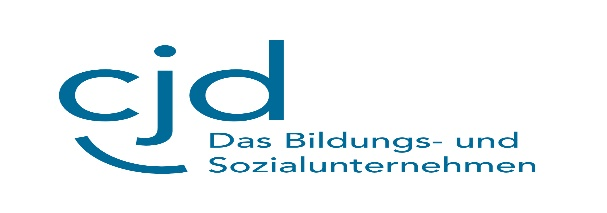 cjd
Das Bildungs- und
Sozialunternehmen